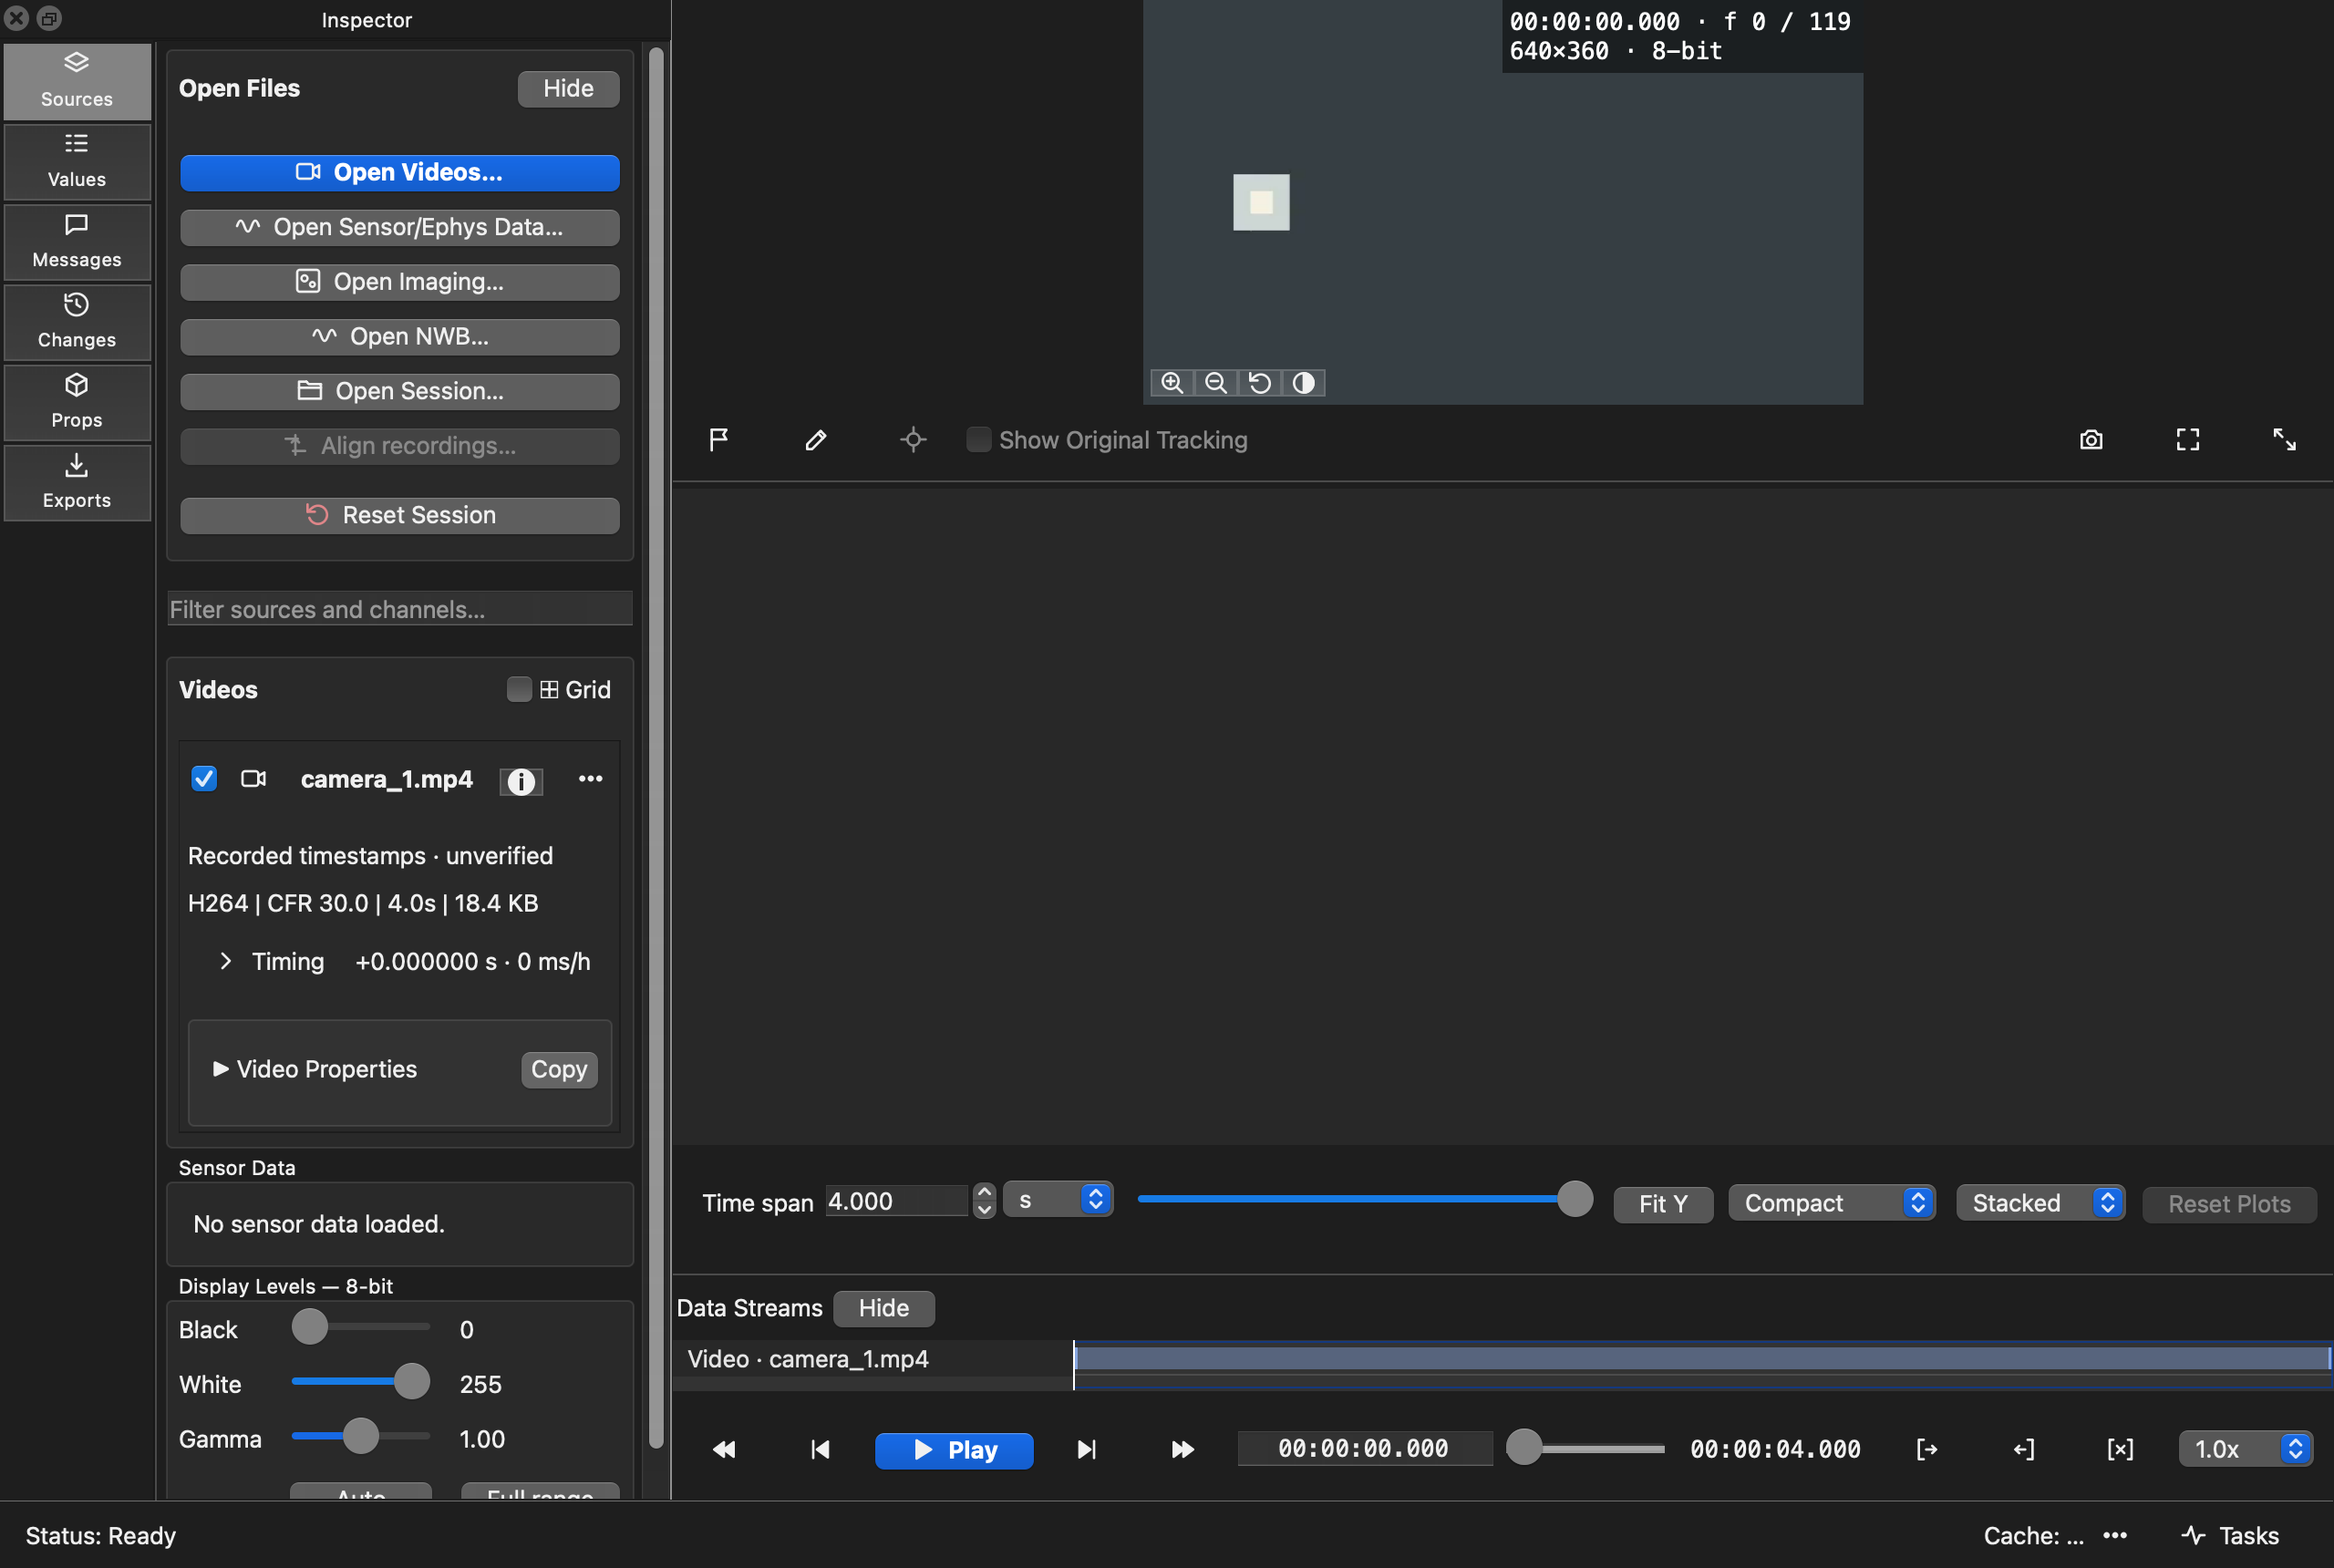 Inspector
Sources
Values
Messages
Changes
Props
Exports
Open Files
Hide
Open Videos...
Open Sensor/Ephys Data...
Open Imaging...
Open NWB...
Open Session...
Align recordings...
Reset Session
Filter sources and channels...
Videos
Grid
camera_1.mp4
Recorded timestamps · unverified
H264 | CFR 30.0 | 4.0s | 18.4 KB
Timing +0.000000 s · 0 ms/h
Video Properties
Copy
Sensor Data
No sensor data loaded.
Display Levels — 8-bit
Black 0
White 255
Gamma 1.00
Auto Full range
00:00:00.000 · f 0 / 119
640×360 · 8-bit
Show Original Tracking
Time span 4.000 s Fit Y Compact Stacked Reset Plots
Data Streams Hide
Video · camera_1.mp4
Play 00:00:00.000 00:00:04.000 1.0x
Status: Ready
Cache: ... Tasks